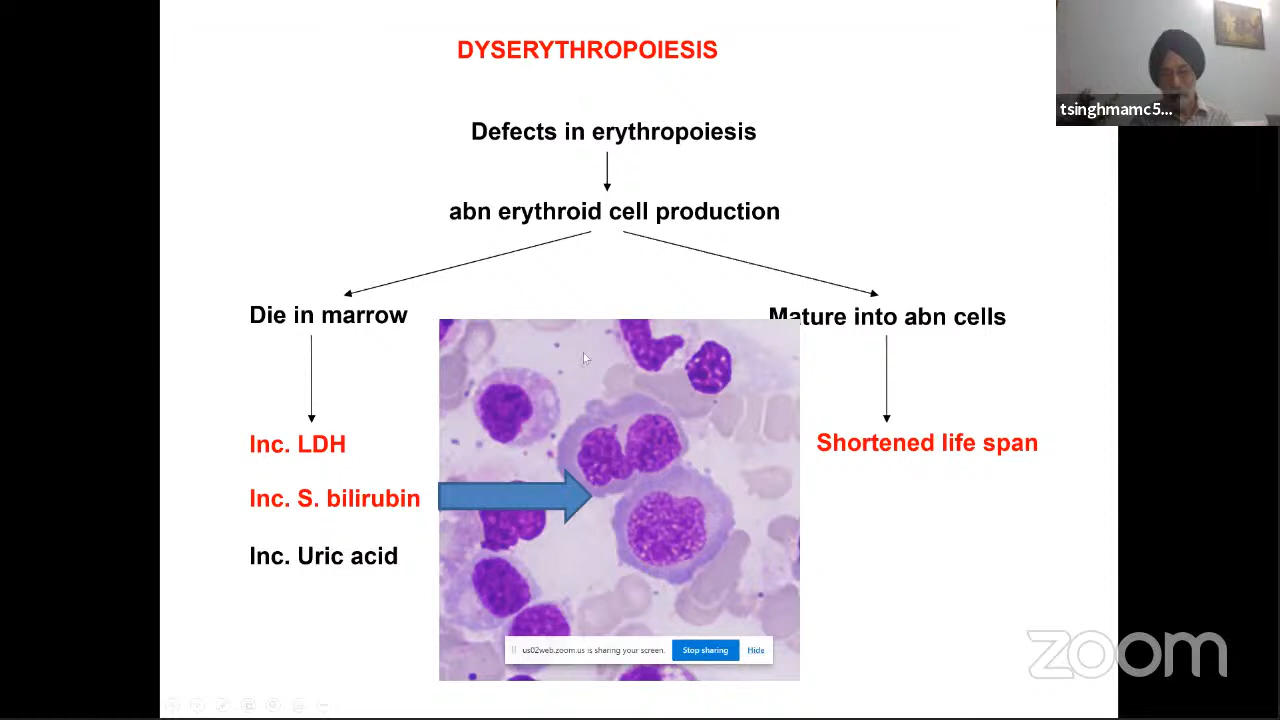 DYSERYTHROPOIESIS
tsinghmamc5...
Defects in erythropoiesis
abn erythroid cell production
Die in marrow
Mature into abn cells
Inc. LDH
Shortened life span
Inc. S. bilirubin
Inc. Uric acid
us02web.zoom.us is sharing your screen. Stop sharing Hide
zoom